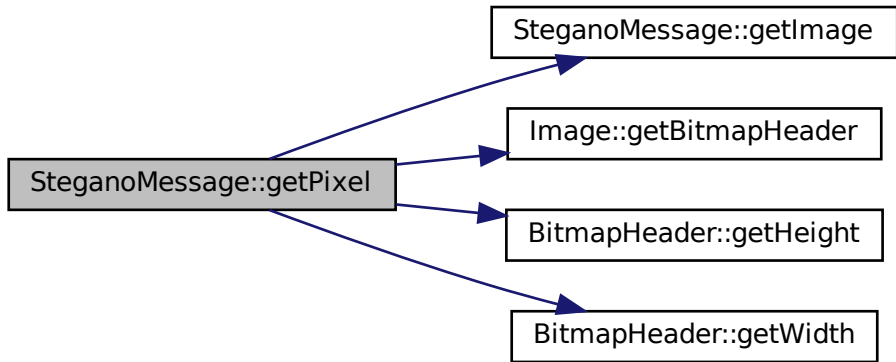 SteganoMessage::getImage
Image::getBitmapHeader
SteganoMessage::getPixel
BitmapHeader::getHeight
BitmapHeader::getWidth